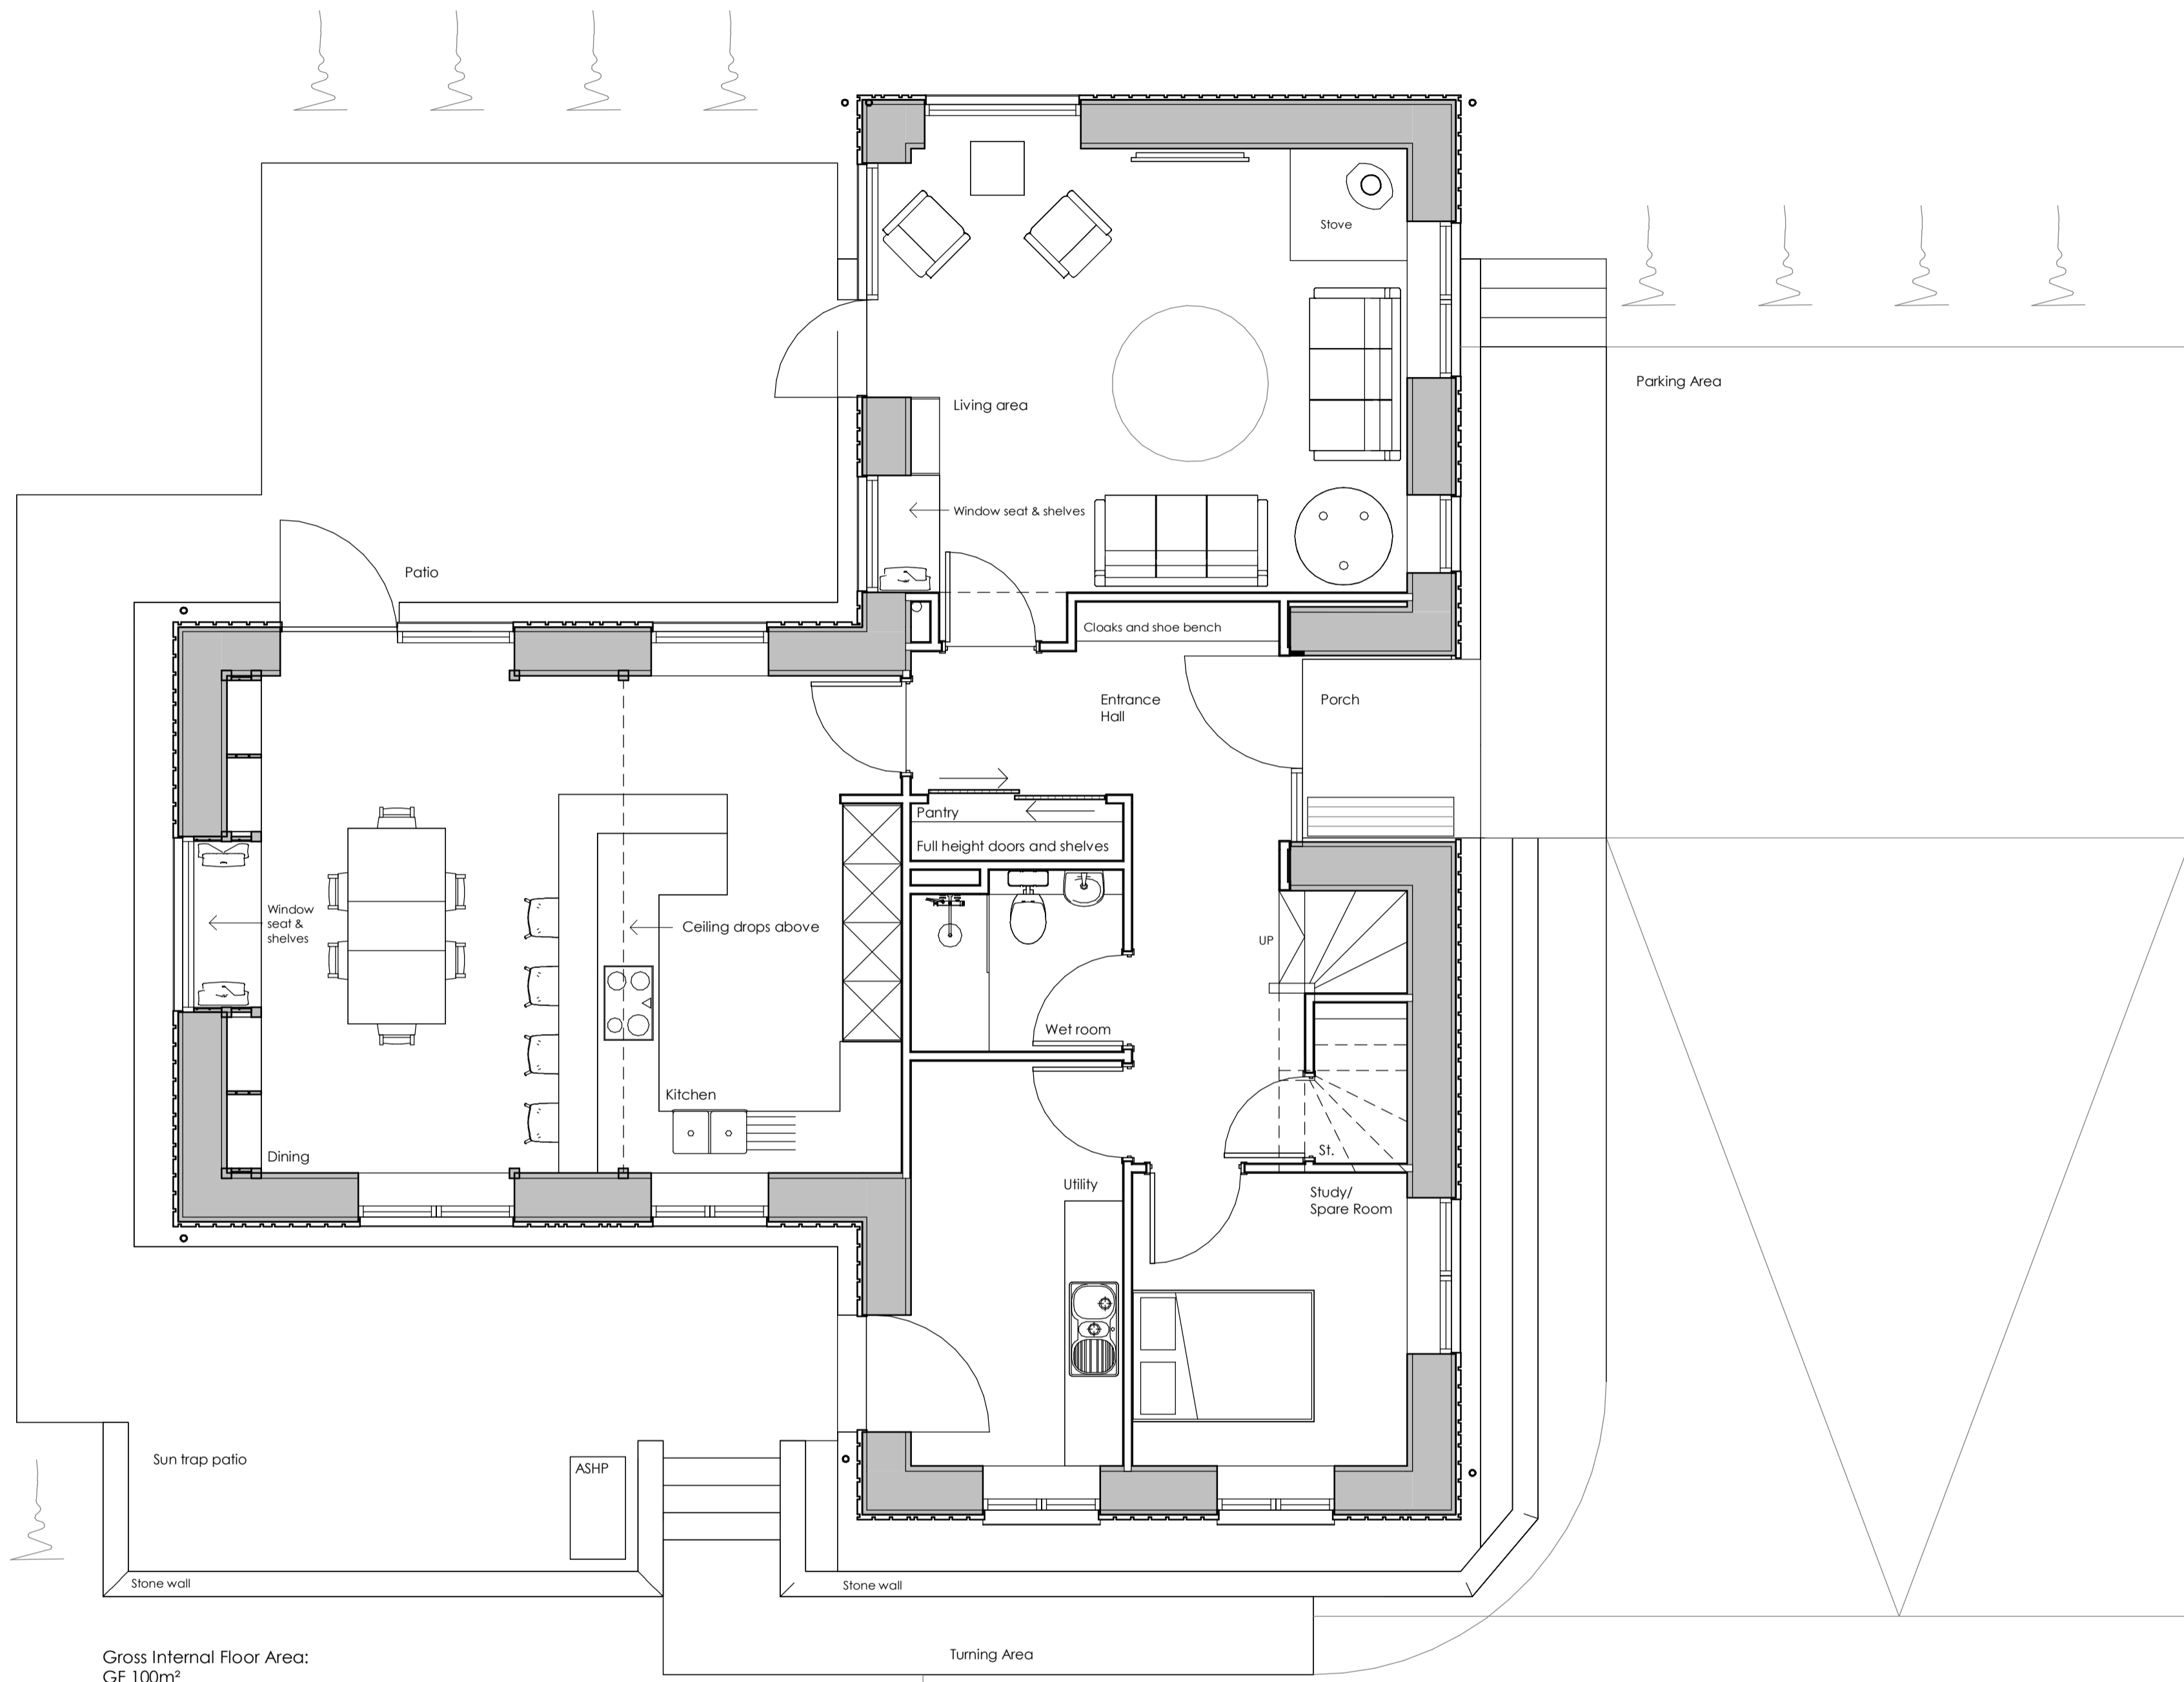 Stove
Parking Area
Living area
Window seat & shelves
Patio
Cloaks and shoe bench
Entrance
Hall
Porch
Pantry
Full height doors and shelves
Window
seat &
shelves
Ceiling drops above
UP
Wet room
Kitchen
Dining
St.
Utility
Study/
Spare Room
Sun trap patio
ASHP
Stone wall
Stone wall
Turning Area
Gross Internal Floor Area:
GF 100m²